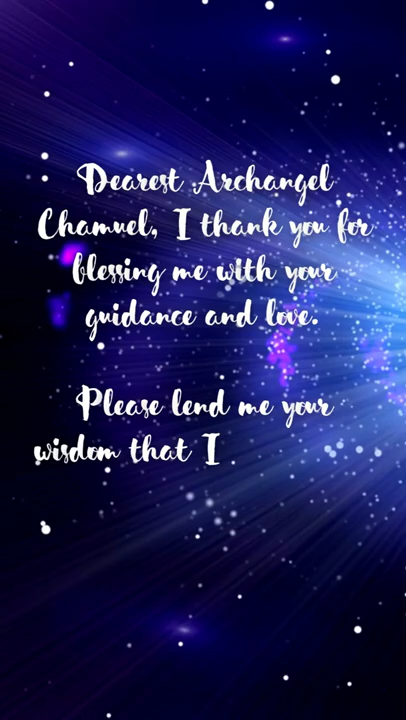 Dearest Archangel
Chamuel, I thank you for
blessing me with your
guidance and love.
Please lend me your
wisdom that I